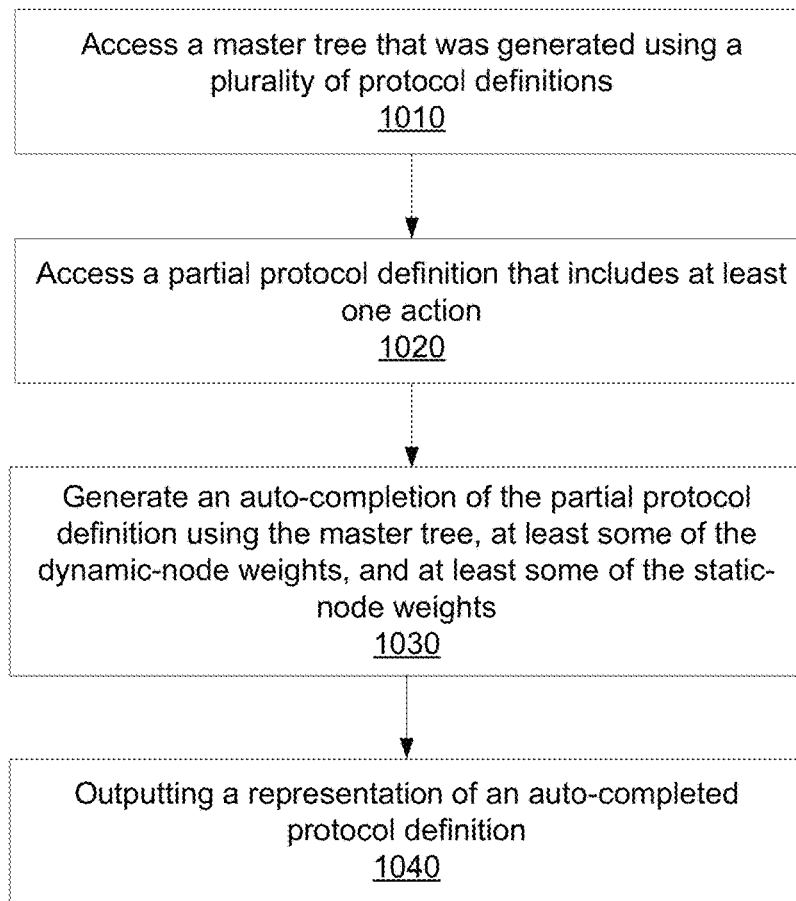 Access a master tree that was generated using a
plurality of protocol definitions
1010
Access a partial protocol definition that includes at least
one action
1020
Generate an auto-completion of the partial protocol
definition using the master tree, at least some of the
dynamic-node weights, and at least some of the static-
node weights
1030
Outputting a representation of an auto-completed
protocol definition
1040